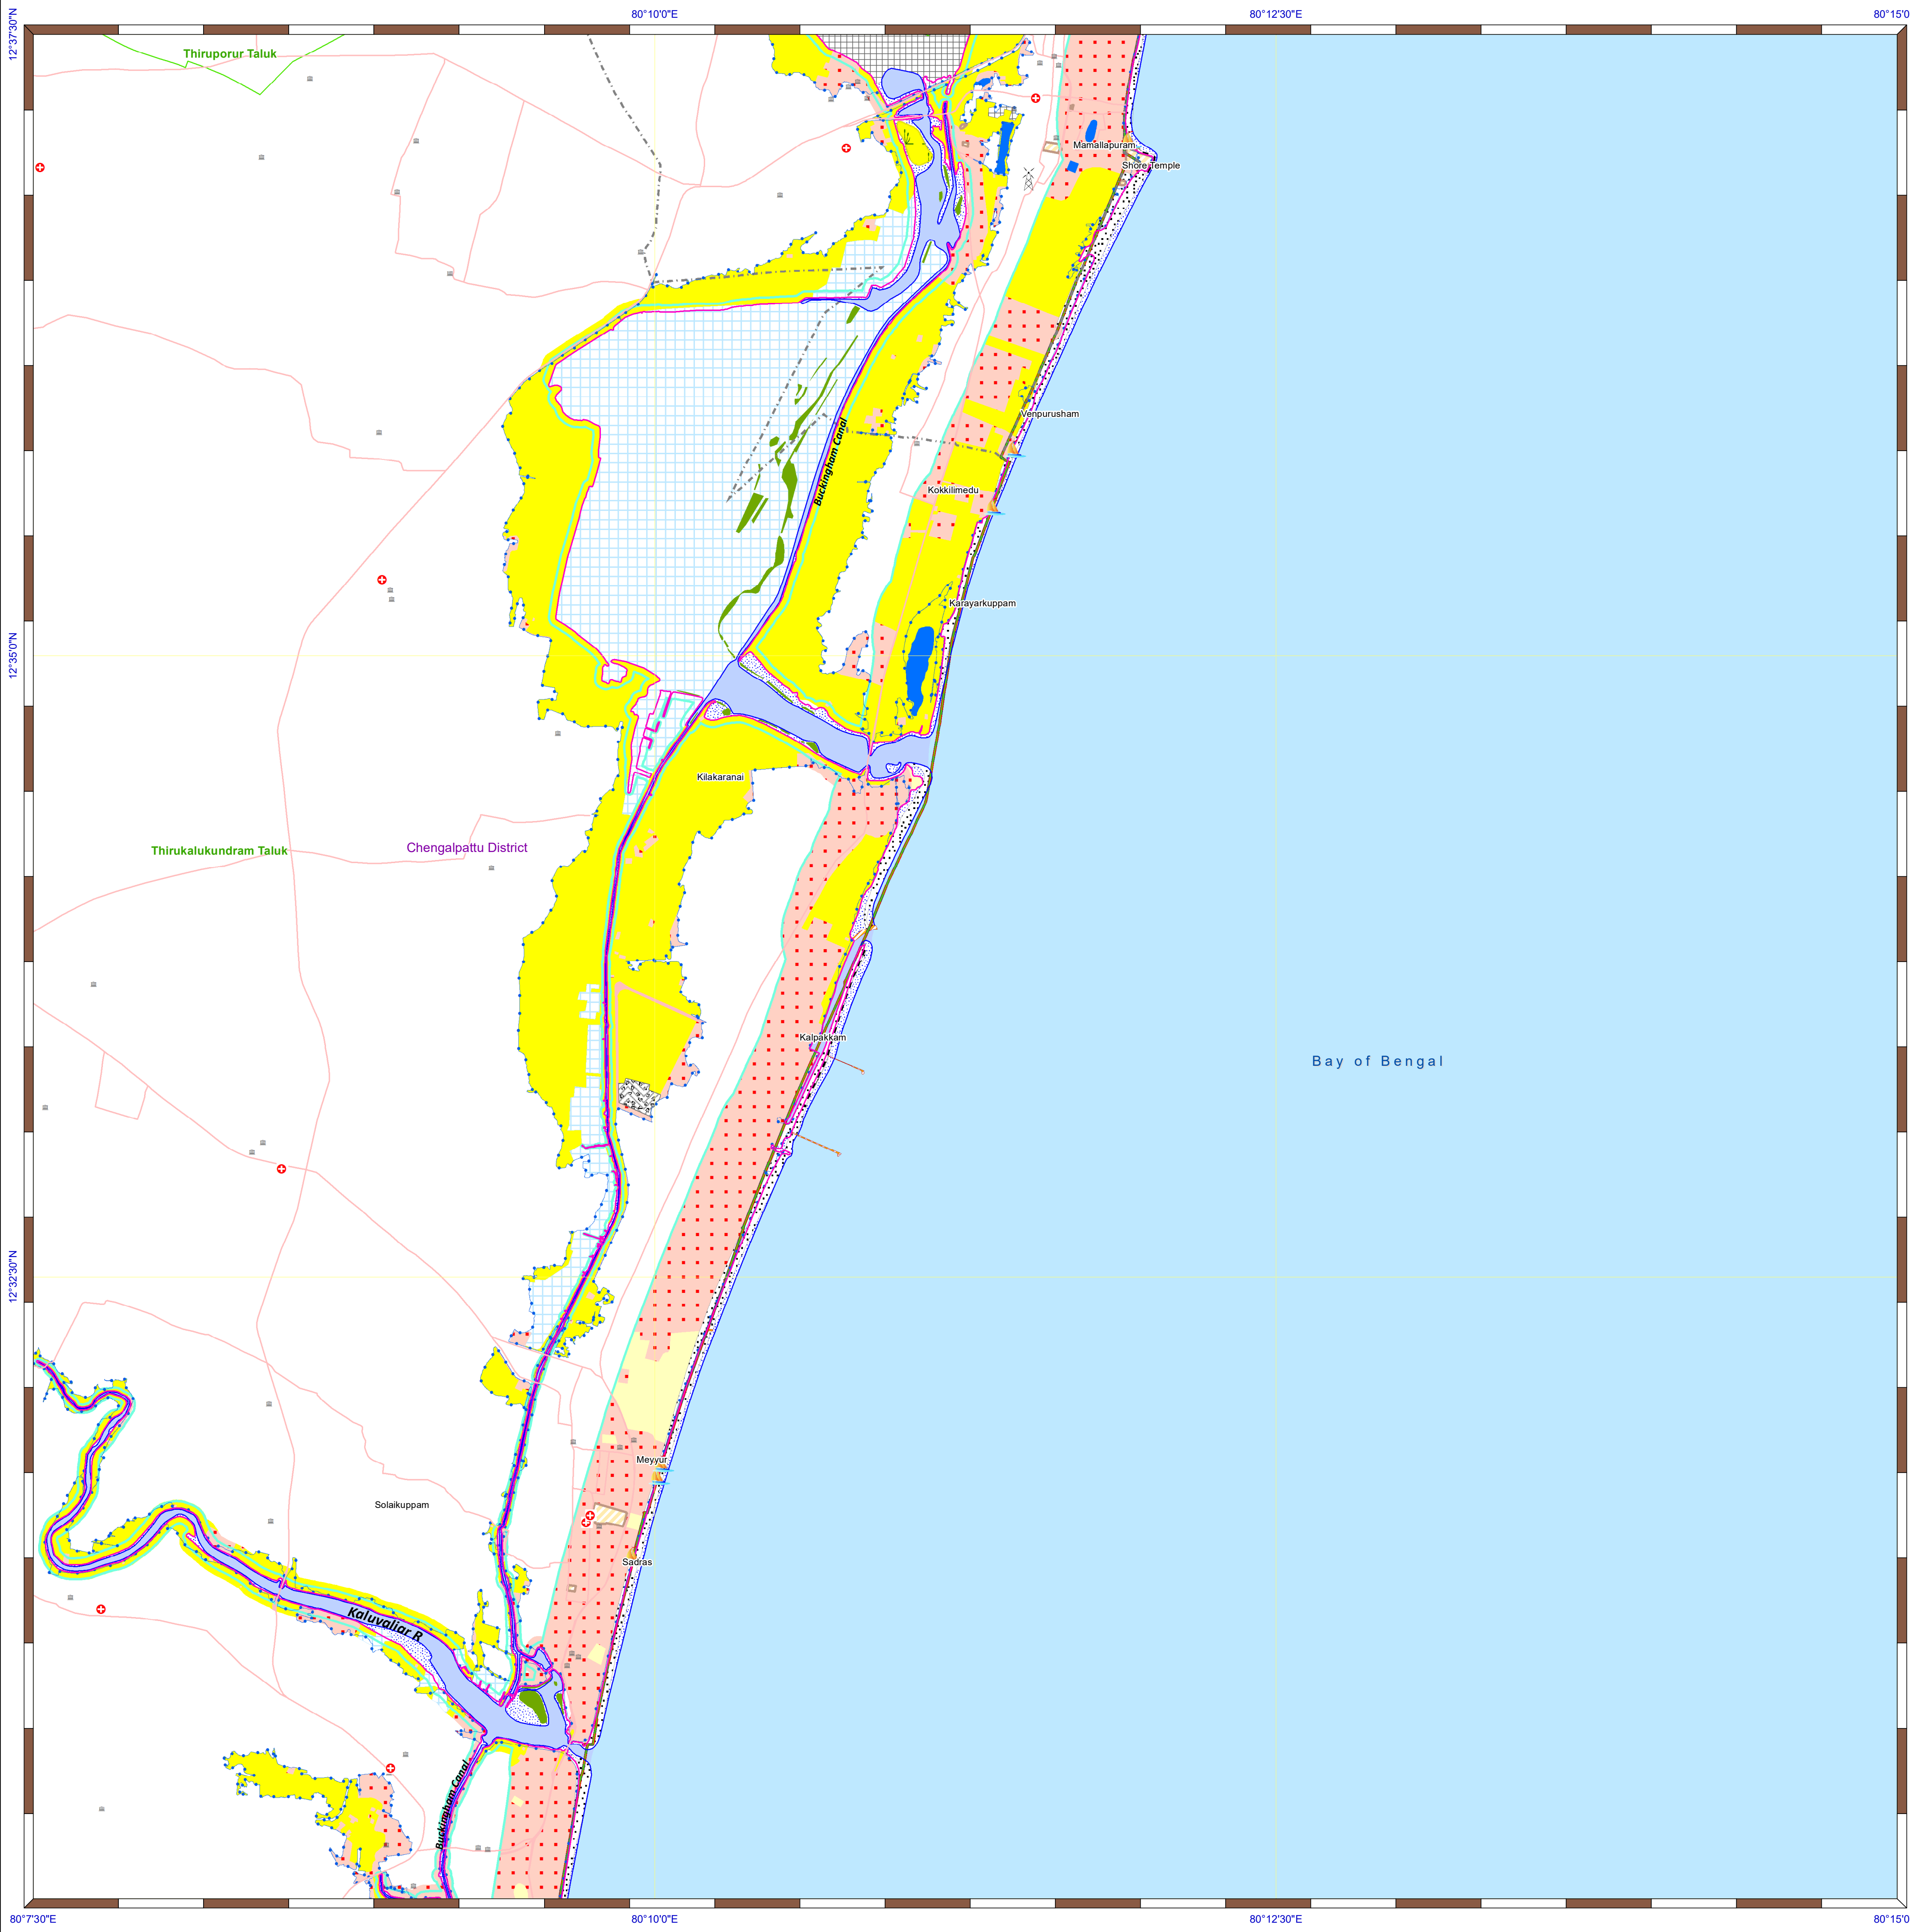 80°10'0"E
80°12'30"E
80°15'0
12°37'30"N
Thiruporur Taluk
Mamallapuram
Shore Temple
Venpurusham
Buckingham Canal
Kokkilimedu
Karayarkuppam
12°35'0"N
Kilakaranai
Thirukalukundram Taluk
Chengalpattu District
Kalpakkam
Bay of Bengal
12°32'30"N
Meyyur
Solaikuppam
Sadras
Kaluvaliar R
Buckingham Canal
80°7'30"E
80°10'0"E
80°12'30"E
80°15'0